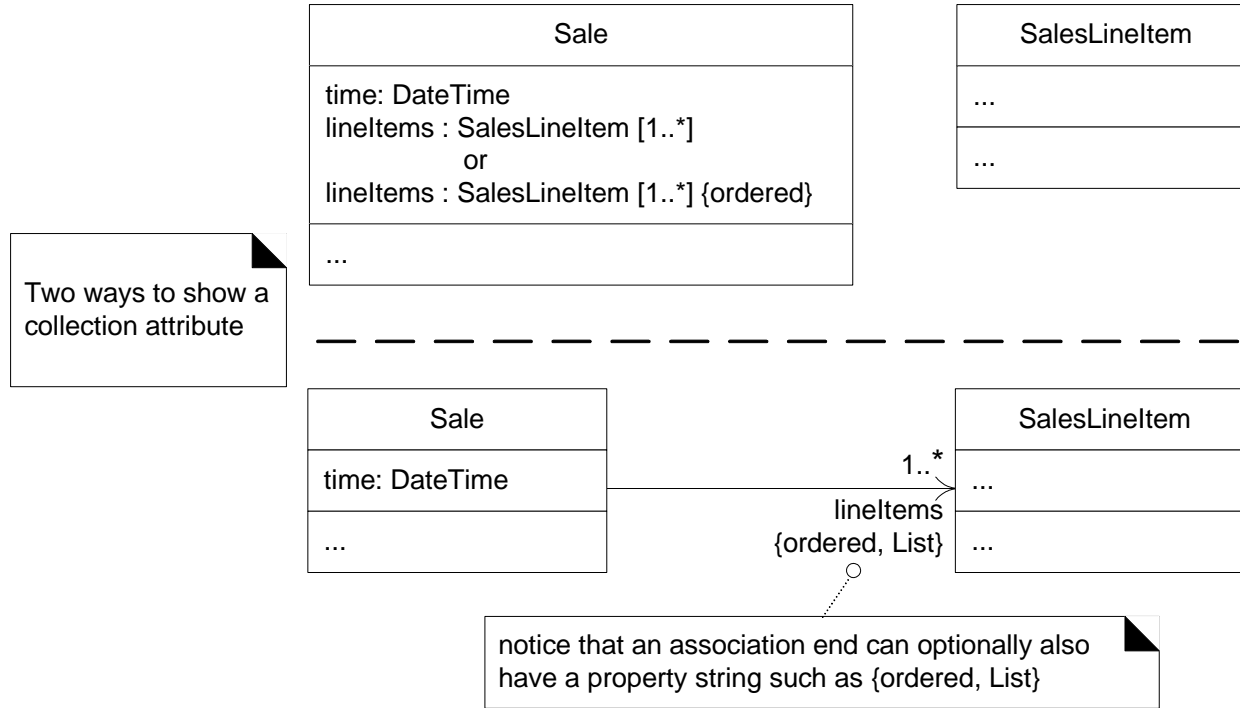 Sale
time: DateTime
lineItems : SalesLineItem [1..*]
or
lineItems : SalesLineItem [1..*] {ordered}
...
SalesLineItem
...
...
Two ways to show a
collection attribute
Sale
time: DateTime
...
1..*
lineItems
{ordered, List}
SalesLineItem
...
...
notice that an association end can optionally also
have a property string such as {ordered, List}